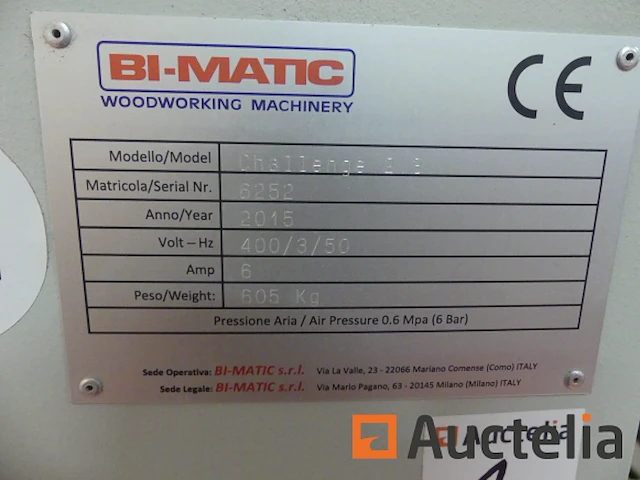 BI-MATIC
WOODWORKING MACHINERY
CE
Modello/Model Challenge
Matricola/Serial Nr. 6252
Anno/Year 2015
Volt – Hz 400/3/50
Amp 6
Peso/Weight: 605 Kg
Pressione Aria / Air Pressure 0.6 Mpa (6 Bar)
Sede Operativa: BI-MATIC s.r.l. Via La Valle, 23 - 22066 Mariano Comense (Como) ITALY
Sede Legale: BI-MATIC s.r.l. Via Mario Pagano, 63 - 20145 Milano (Milano) ITALY
Auctelia
Auctelia